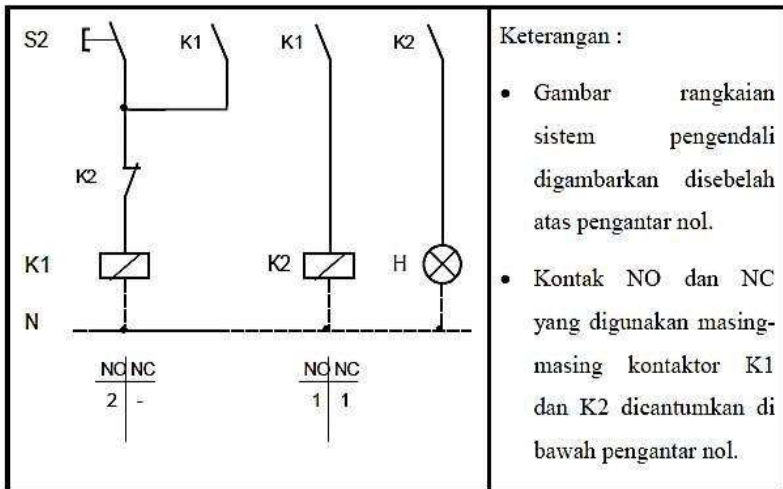 S2 K1 K1 K2
K2
K1 K2 H
N
NO NC NO NC
2 - 1 1
Keterangan :
• Gambar rangkaian
sistem pengendali
digambarkan disebelah
atas pengantar nol.
• Kontak NO dan NC
yang digunakan masing-
masing kontaktor K1
dan K2 dicantumkan di
bawah pengantar nol.